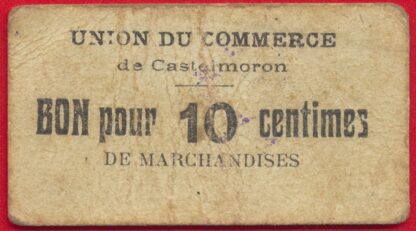 UNION DU COMMERCE
de Castelmoron
BON pour 10 centimes
DE MARCHANDISES